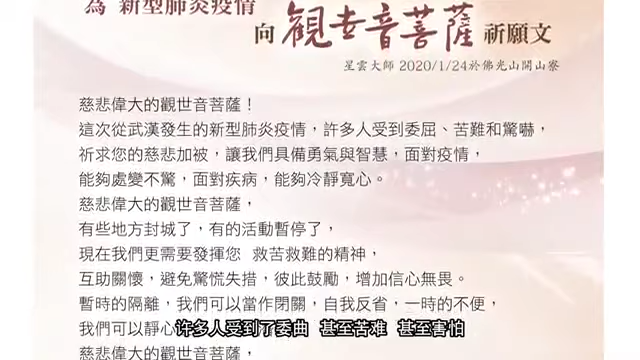 為 新型肺炎疫情
向 觀世音菩薩 祈願文
星雲大師 2020/1/24於佛光山開山寮
慈悲偉大的觀世音菩薩！
這次從武漢發生的新型肺炎疫情，許多人受到委屈、苦難和驚嚇，
祈求您的慈悲加被，讓我們具備勇氣與智慧，面對疫情，
能夠處變不驚，面對疾病，能夠冷靜寬心。
慈悲偉大的觀世音菩薩，
有些地方封城了，有的活動暫停了，
現在我們更需要發揮您 救苦救難的精神，
互助關懷，避免驚慌失措，彼此鼓勵，增加信心無畏。
暫時的隔離，我們可以當作閉關，自我反省，一時的不便，
我們可以靜心
许多人受到了委曲 甚至苦难 甚至害怕
慈悲偉大的觀世音菩薩，